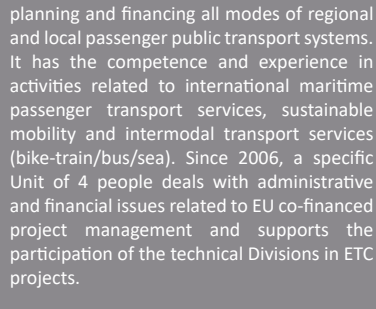 planning and financing all modes of regional
and local passenger public transport systems.
It has the competence and experience in
activities related to international maritime
passenger transport services, sustainable
mobility and intermodal transport services
(bike-train/bus/sea). Since 2006, a specific
Unit of 4 people deals with administrative
and financial issues related to EU co-financed
project management and supports the
participation of the technical Divisions in ETC
projects.